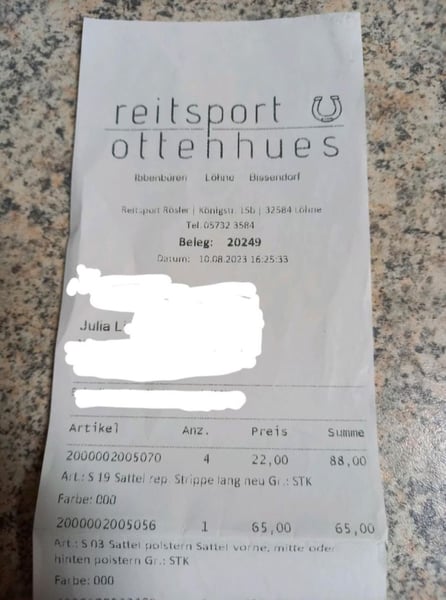 reitsport
ottenhues
Ibbenbüren Löhne Bissendorf
Reitsport Rösler | Königstr. 15b | 32584 Löhne
Tel. 05732 3584
Beleg: 20249
Datum: 10.08.2023 16:25:33
Julia L
Artikel Anz. Preis Summe
2000002005070 4 22,00 88,00
Art.: S 19 Sattel rep. Strippe lang neu Gr.: STK
Farbe: 000
2000002005056 1 65,00 65,00
Art.: S 03 Sattel polstern Sattel vorne, mitte oder
hinten polstern Gr.: STK
Farbe: 000